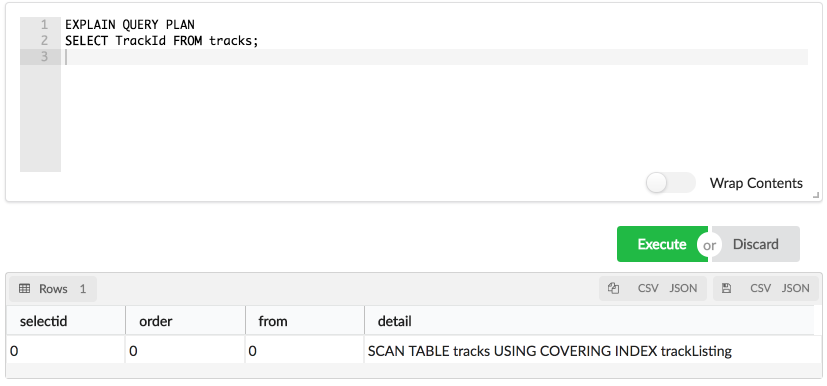 1 EXPLAIN QUERY PLAN
2 SELECT TrackId FROM tracks;
3
Wrap Contents
Execute or Discard
Rows 1 CSV JSON CSV JSON
selectid order from detail
0 0 0 SCAN TABLE tracks USING COVERING INDEX trackListing